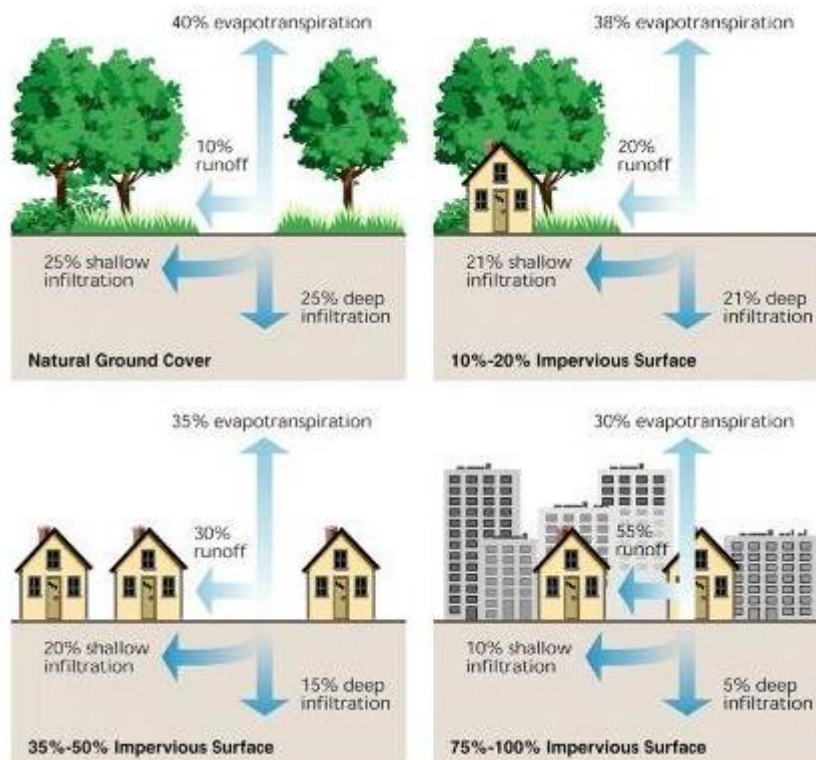 40% evapotranspiration
10%
runoff
25% shallow
infiltration
25% deep
infiltration
Natural Ground Cover
38% evapotranspiration
20%
runoff
21% shallow
infiltration
21% deep
infiltration
10%-20% Impervious Surface
35% evapotranspiration
30%
runoff
20% shallow
infiltration
15% deep
infiltration
35%-50% Impervious Surface
30% evapotranspiration
55%
runoff
10% shallow
infiltration
5% deep
infiltration
75%-100% Impervious Surface